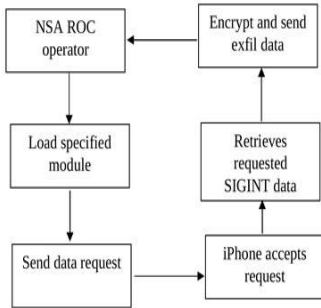 NSA ROC
operator
Load specified
module
Send data request
iPhone accepts
request
Retrieves
requested
SIGINT data
Encrypt and send
exfil data